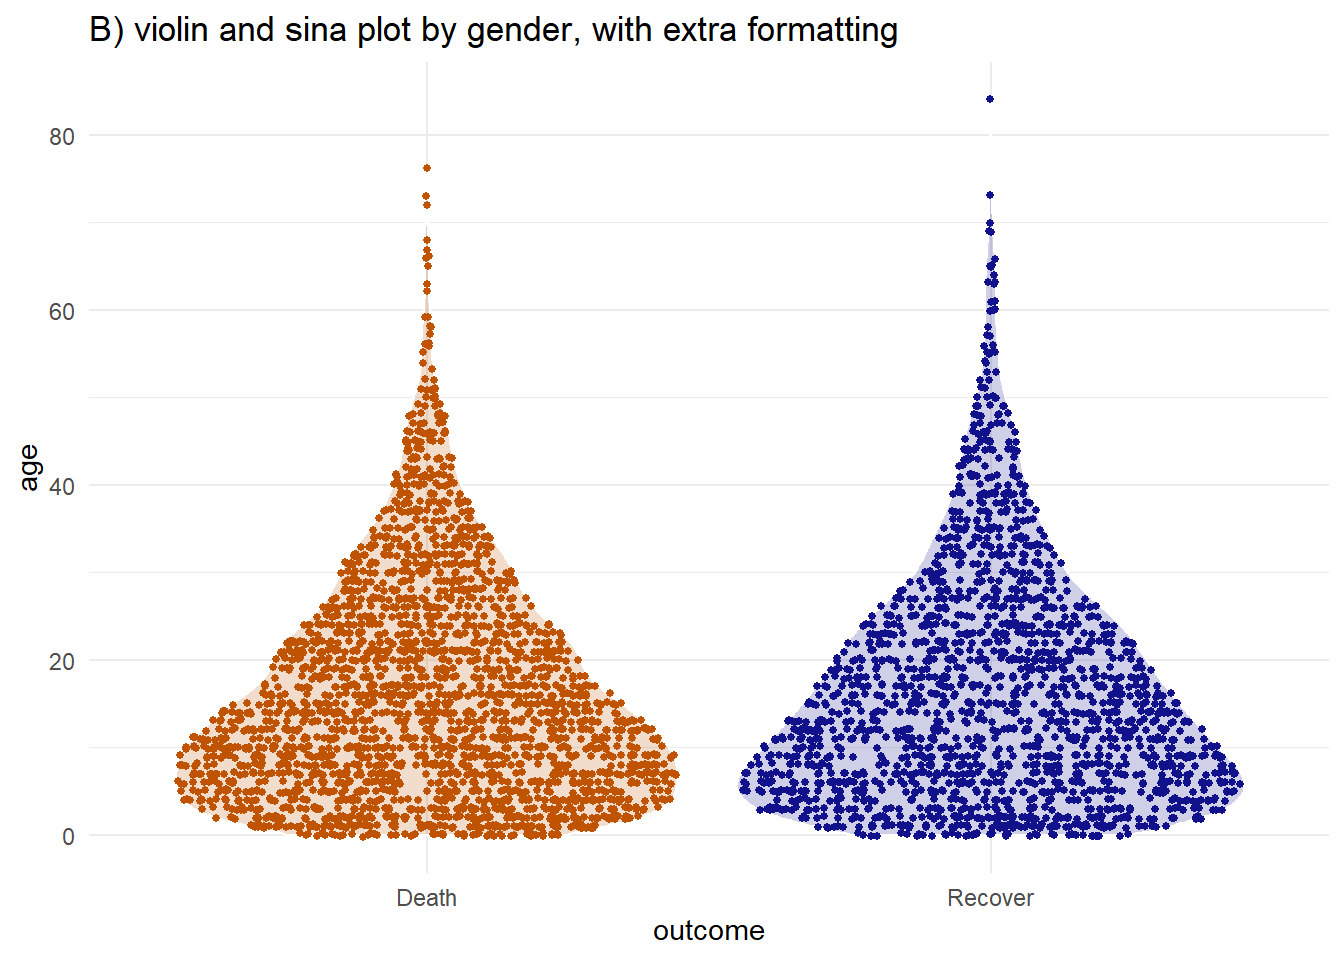 B) violin and sina plot by gender, with extra formatting
80
60
40
20
0
age
Death
Recover
outcome